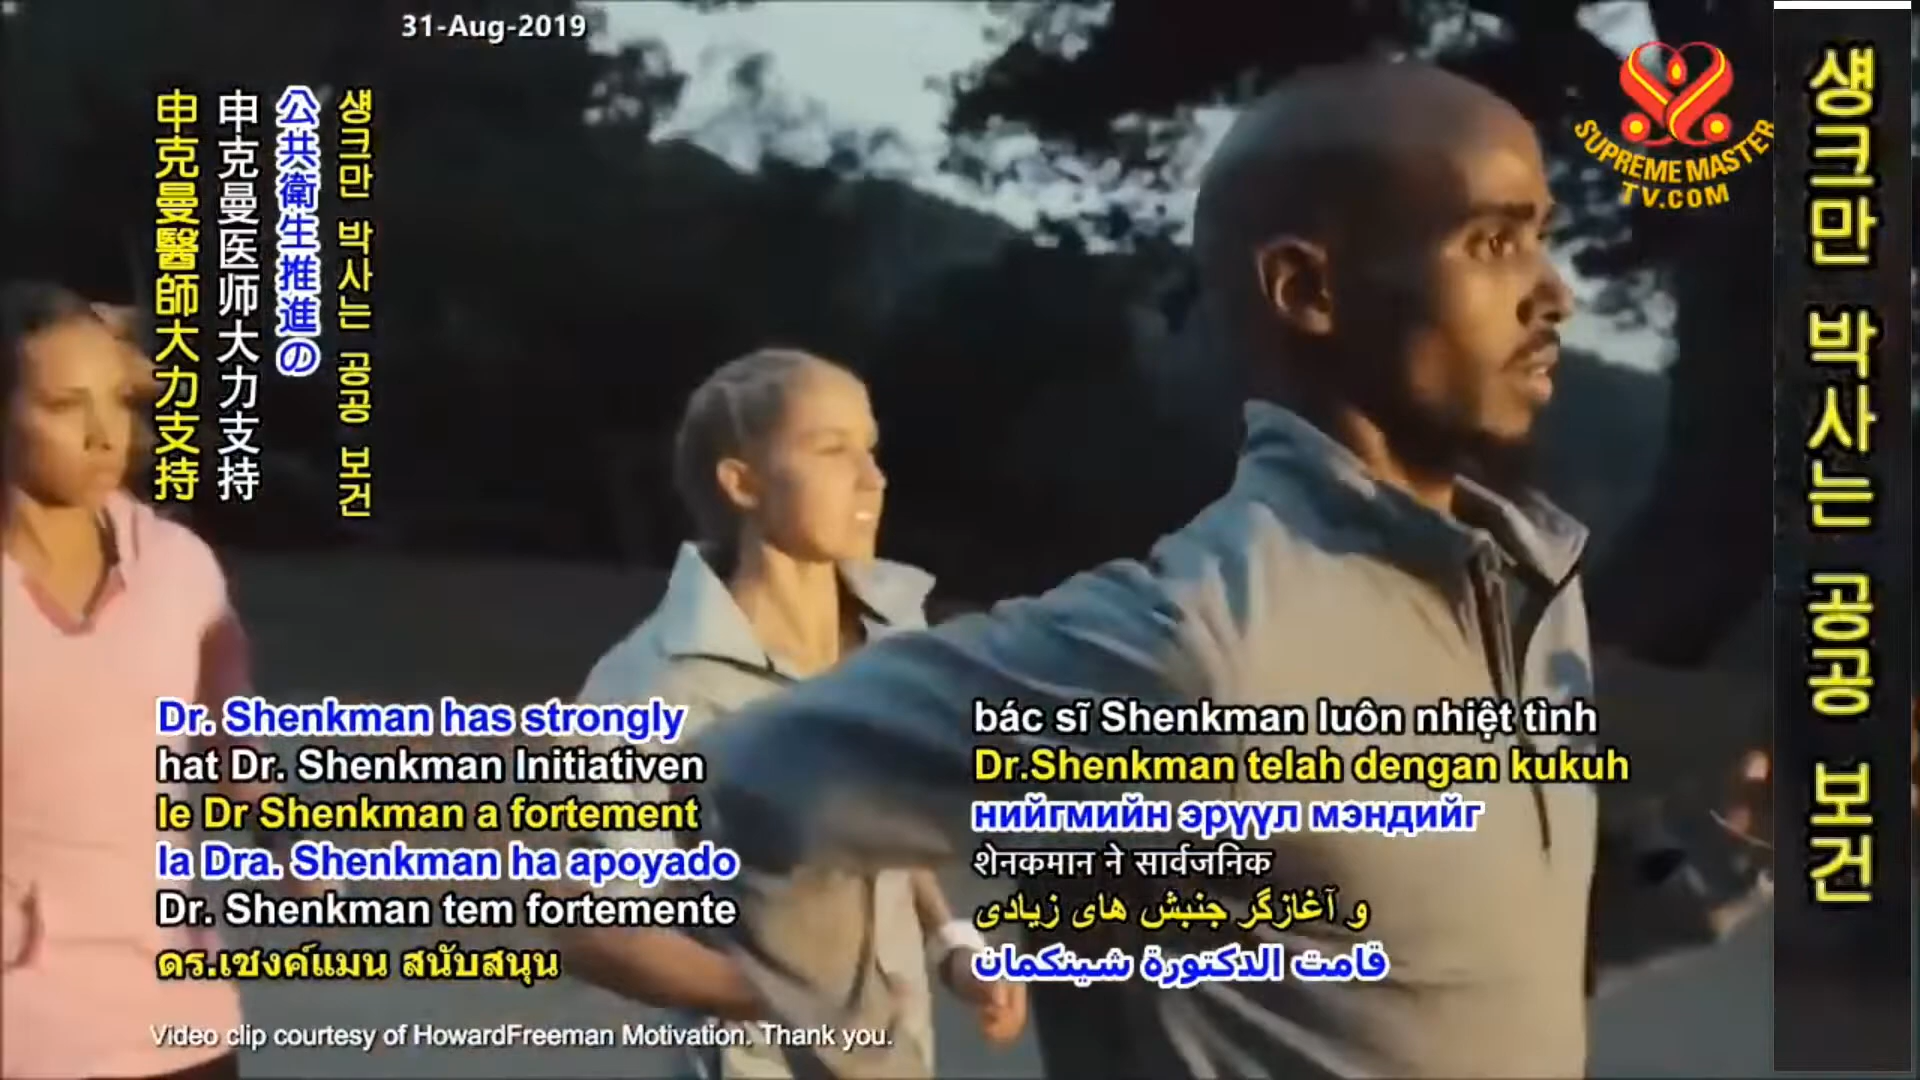 31-Aug-2019
SUPREME MASTER
TV.COM
생크만 박사는 공공 보건
생크만 박사는 공공 보건
公共衛生推進の
申克曼医师大力支持
申克曼醫師大力支持
Dr. Shenkman has strongly
hat Dr. Shenkman Initiativen
le Dr Shenkman a fortement
la Dra. Shenkman ha apoyado
Dr. Shenkman tem fortemente
ดร.เชงค์แมน สนับสนุน
bác sĩ Shenkman luôn nhiệt tình
Dr.Shenkman telah dengan kukuh
нийгмийн эрүүл мэндийг
शेनकमान ने सार्वजनिक
و آغازگر جنبش های زیادی
قامت الدكتورة شينكمان
Video clip courtesy of HowardFreeman Motivation. Thank you.